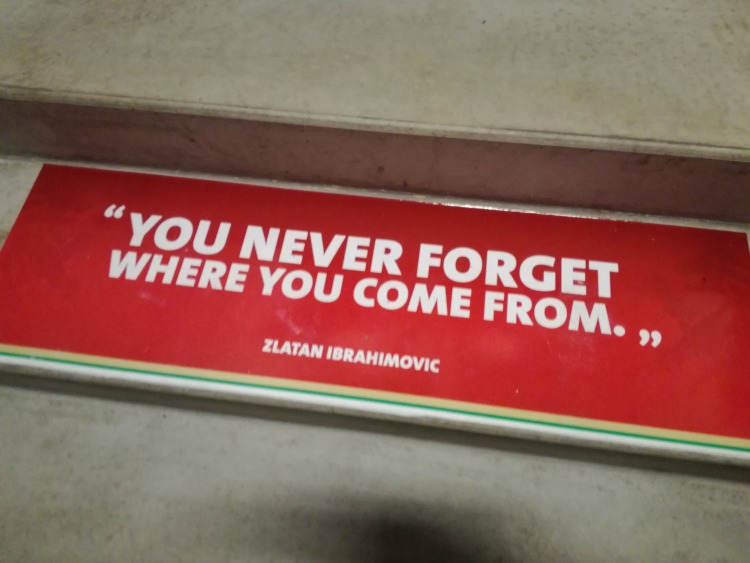 “YOU NEVER FORGET
WHERE YOU COME FROM.”
ZLATAN IBRAHIMOVIC